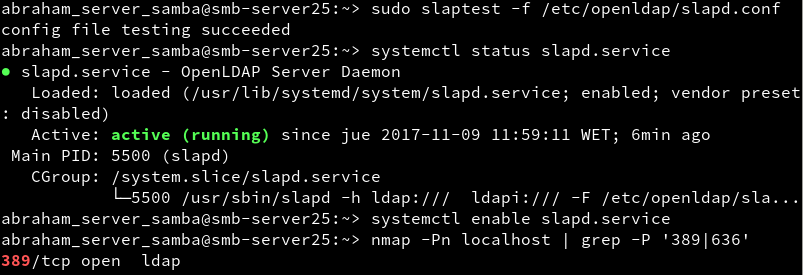 abraham_server_samba@smb-server25:~> sudo slaptest -f /etc/openldap/slapd.conf
config file testing succeeded
abraham_server_samba@smb-server25:~> systemctl status slapd.service
● slapd.service - OpenLDAP Server Daemon
   Loaded: loaded (/usr/lib/systemd/system/slapd.service; enabled; vendor preset
: disabled)
   Active: active (running) since jue 2017-11-09 11:59:11 WET; 6min ago
 Main PID: 5500 (slapd)
   CGroup: /system.slice/slapd.service
           └─5500 /usr/sbin/slapd -h ldap:///  ldapi:/// -F /etc/openldap/sla...
abraham_server_samba@smb-server25:~> systemctl enable slapd.service
abraham_server_samba@smb-server25:~> nmap -Pn localhost | grep -P '389|636'
389/tcp open  ldap